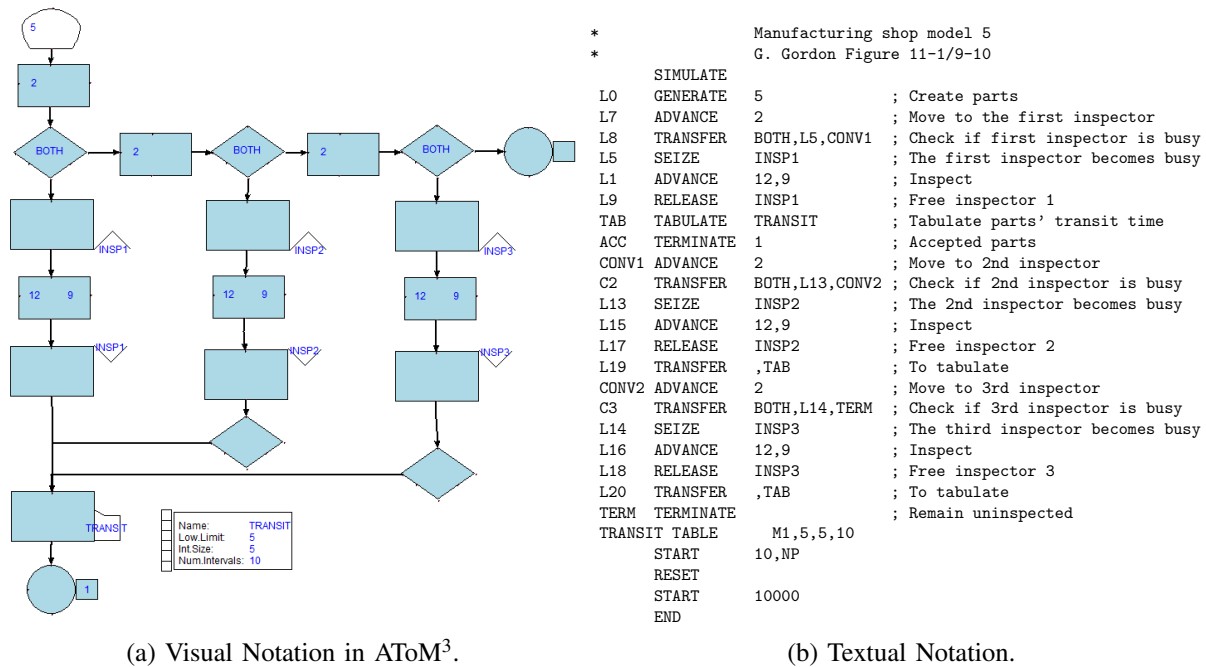 5
2
BOTH
2
BOTH
2
BOTH
INSP1
INSP2
INSP3
12 9
12 9
12 9
INSP1
INSP2
INSP3
TRANSIT
Name: TRANSIT
Low.Limit: 5
Int.Size: 5
Num.Intervals: 10
1
(a) Visual Notation in AToM³.
* Manufacturing shop model 5
* G. Gordon Figure 11-1/9-10
SIMULATE
L0 GENERATE 5 ; Create parts
L7 ADVANCE 2 ; Move to the first inspector
L8 TRANSFER BOTH,L5,CONV1 ; Check if first inspector is busy
L5 SEIZE INSP1 ; The first inspector becomes busy
L1 ADVANCE 12,9 ; Inspect
L9 RELEASE INSP1 ; Free inspector 1
TAB TABULATE TRANSIT ; Tabulate parts' transit time
ACC TERMINATE 1 ; Accepted parts
CONV1 ADVANCE 2 ; Move to 2nd inspector
C2 TRANSFER BOTH,L13,CONV2 ; Check if 2nd inspector is busy
L13 SEIZE INSP2 ; The 2nd inspector becomes busy
L15 ADVANCE 12,9 ; Inspect
L17 RELEASE INSP2 ; Free inspector 2
L19 TRANSFER ,TAB ; To tabulate
CONV2 ADVANCE 2 ; Move to 3rd inspector
C3 TRANSFER BOTH,L14,TERM ; Check if 3rd inspector is busy
L14 SEIZE INSP3 ; The third inspector becomes busy
L16 ADVANCE 12,9 ; Inspect
L18 RELEASE INSP3 ; Free inspector 3
L20 TRANSFER ,TAB ; To tabulate
TERM TERMINATE ; Remain uninspected
TRANSIT TABLE M1,5,5,10
START 10,NP
RESET
START 10000
END
(b) Textual Notation.